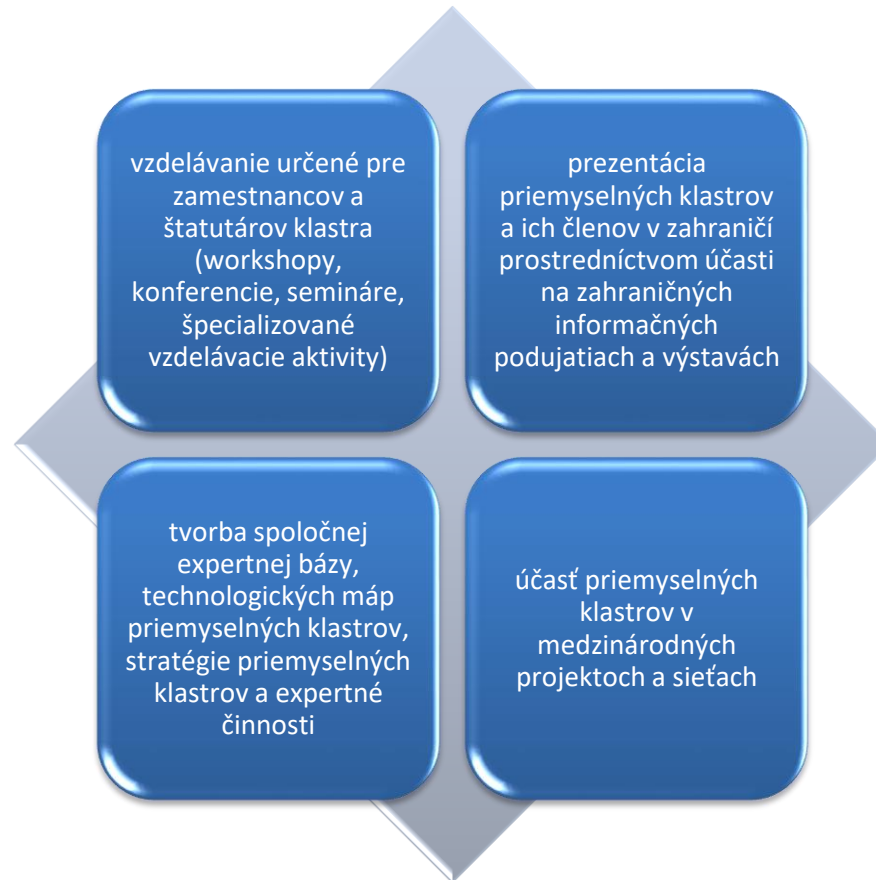 vzdelávanie určené pre
zamestnancov a
štatutárov klastra
(workshopy,
konferencie, semináre,
špecializované
vzdelávacie aktivity)
prezentácia
priemyselných klastrov
a ich členov v zahraničí
prostredníctvom účasti
na zahraničných
informačných
podujatiach a výstavách
tvorba spoločnej
expertnej bázy,
technologických máp
priemyselných klastrov,
stratégie priemyselných
klastrov a expertné
činnosti
účasť priemyselných
klastrov v
medzinárodných
projektoch a sieťach